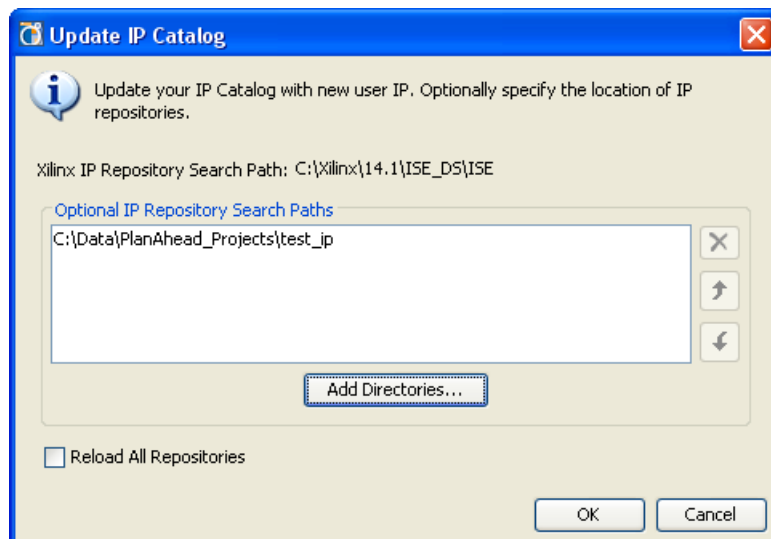 Update IP Catalog
Update your IP Catalog with new user IP. Optionally specify the location of IP
repositories.
Xilinx IP Repository Search Path: C:\Xilinx\14.1\ISE_DS\ISE
Optional IP Repository Search Paths
C:\Data\PlanAhead_Projects\test_ip
Add Directories...
Reload All Repositories
OK Cancel